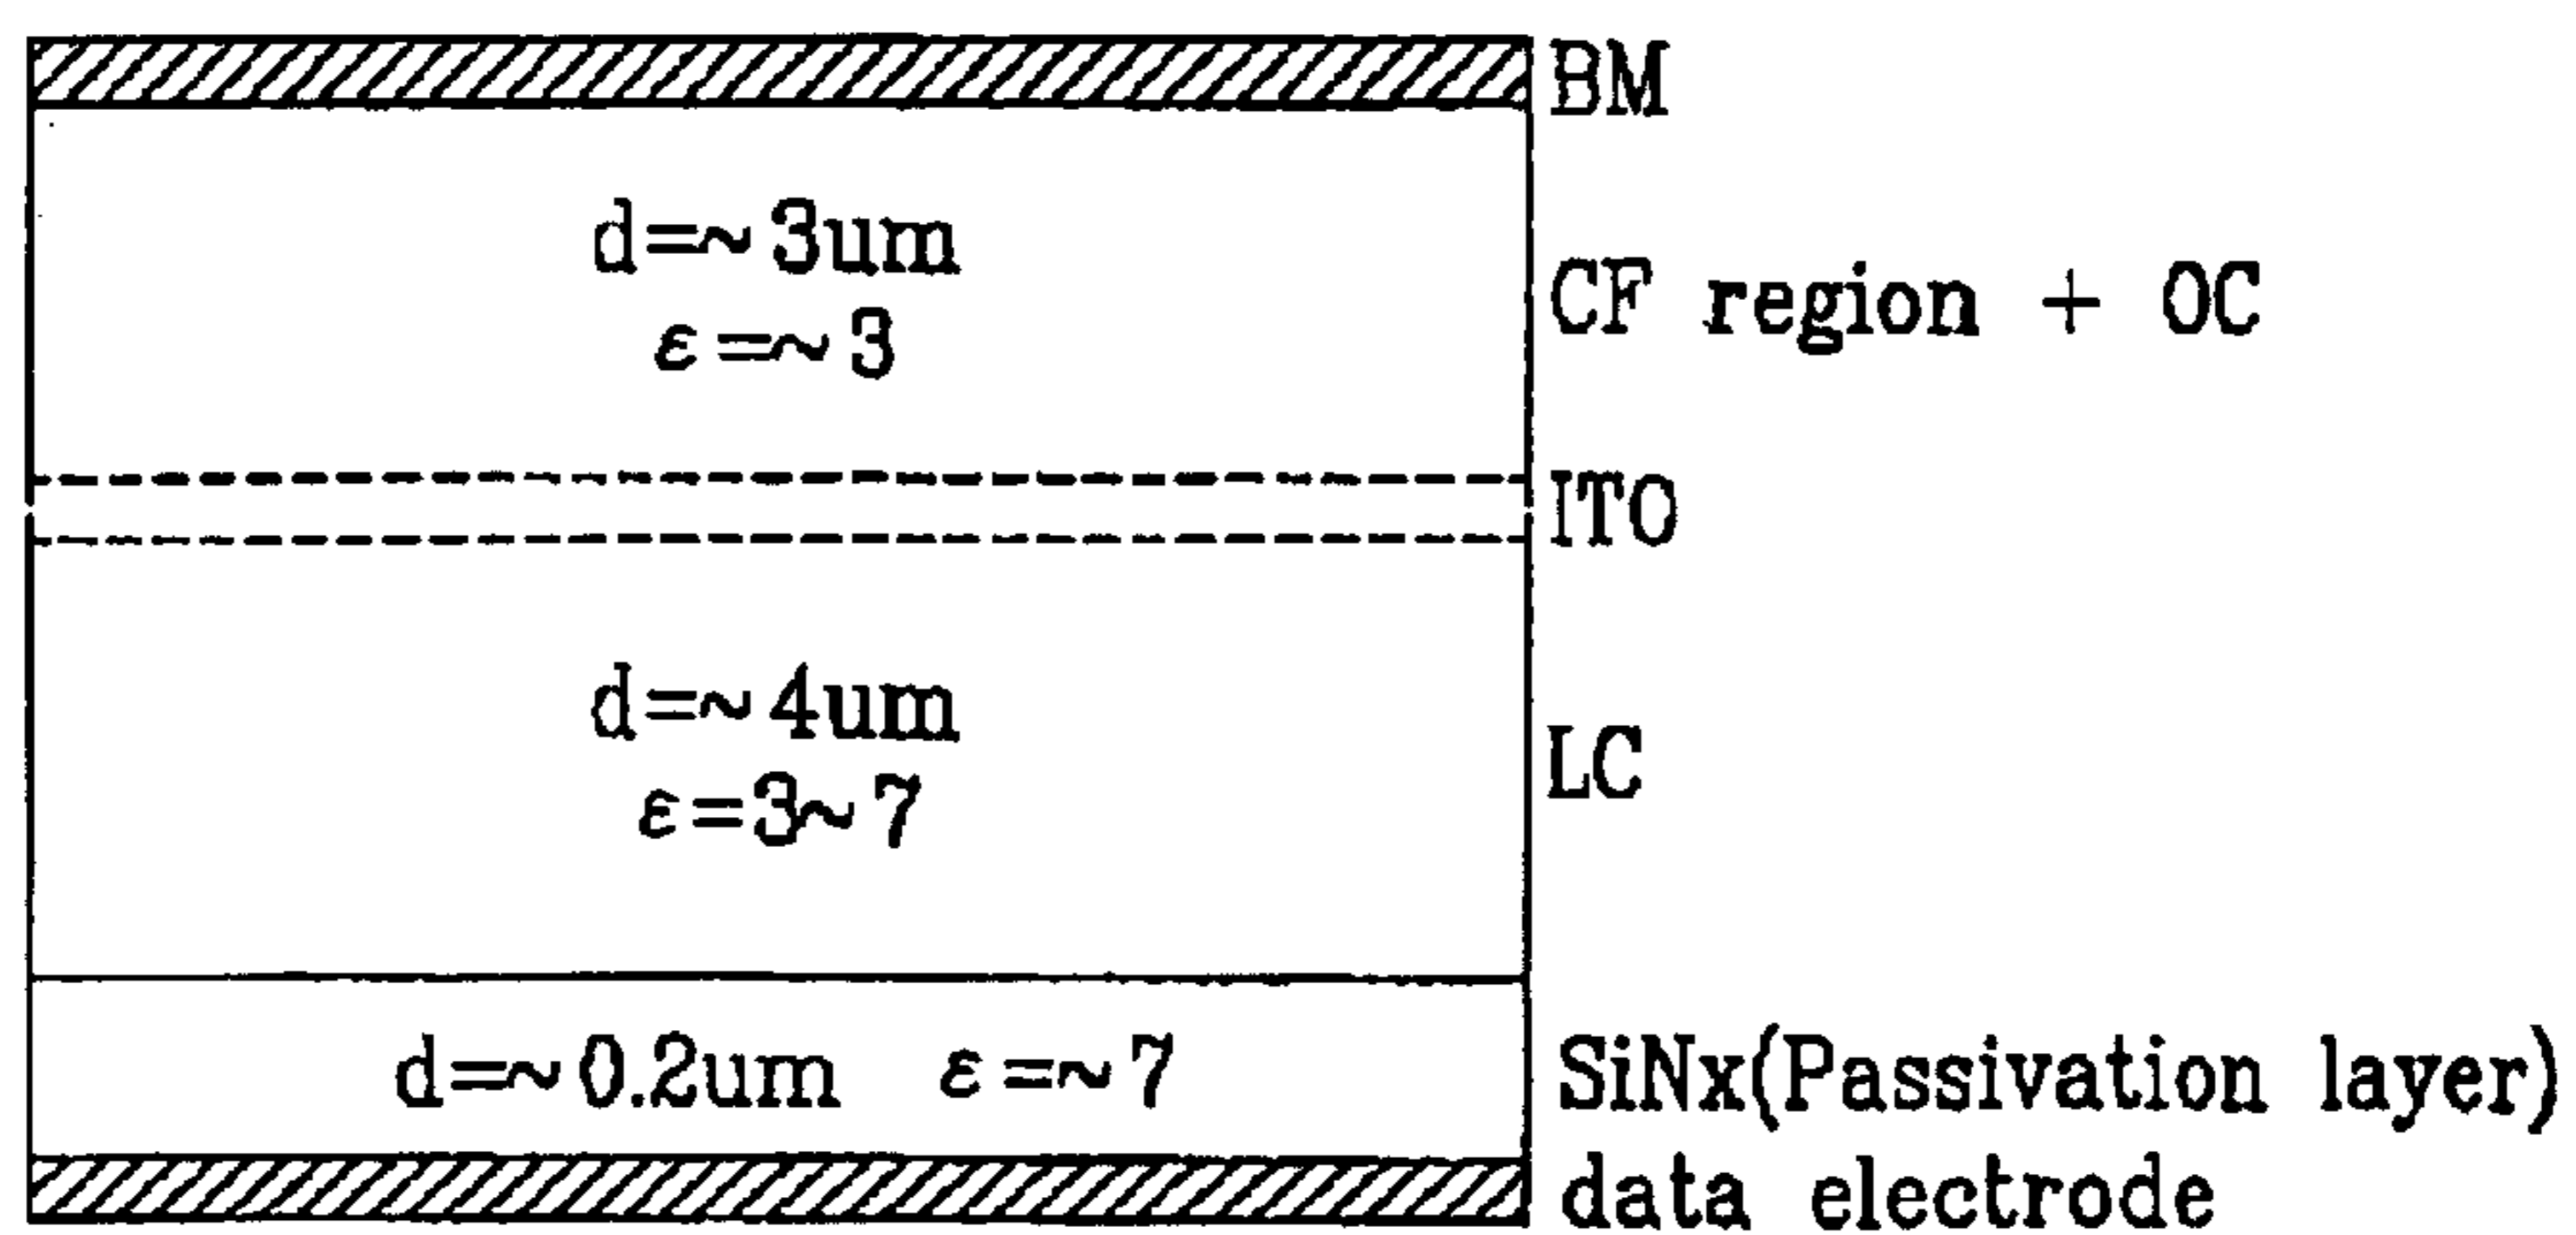 BM
d=~3um
ε=~3
CF region + OC
ITO
d=~4um
ε=3~7
LC
d=~0.2um ε=~7
SiNx(Passivation layer)
data electrode